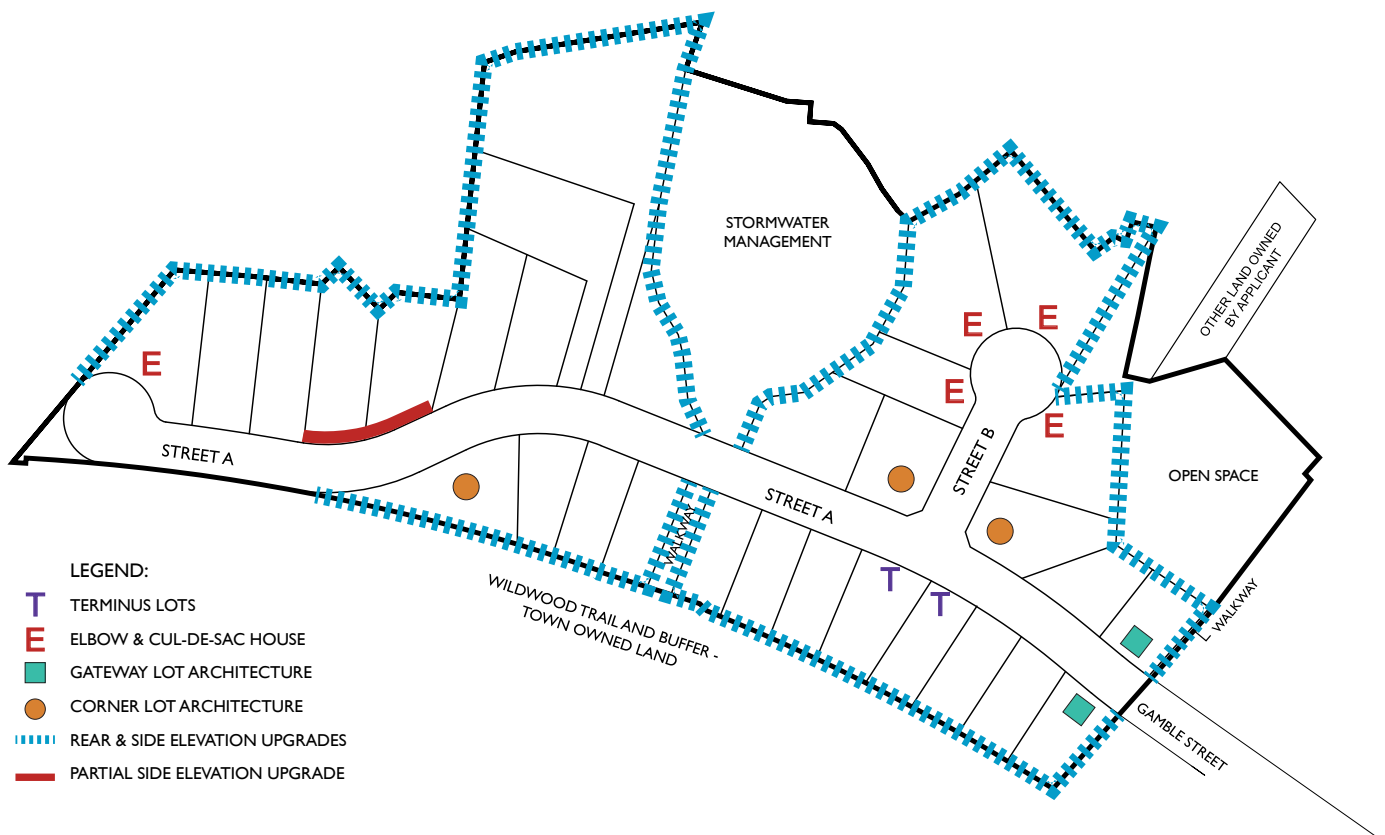 STORMWATER
MANAGEMENT
OTHER LAND OWNED
BY APPLICANT
E
E
E
E
E
STREET A
STREET B
OPEN SPACE
STREET A
WALKWAY
T
T
WILDWOOD TRAIL AND BUFFER -
TOWN OWNED LAND
WALKWAY
GAMBLE STREET
LEGEND:
T TERMINUS LOTS
E ELBOW & CUL-DE-SAC HOUSE
GATEWAY LOT ARCHITECTURE
CORNER LOT ARCHITECTURE
REAR & SIDE ELEVATION UPGRADES
PARTIAL SIDE ELEVATION UPGRADE